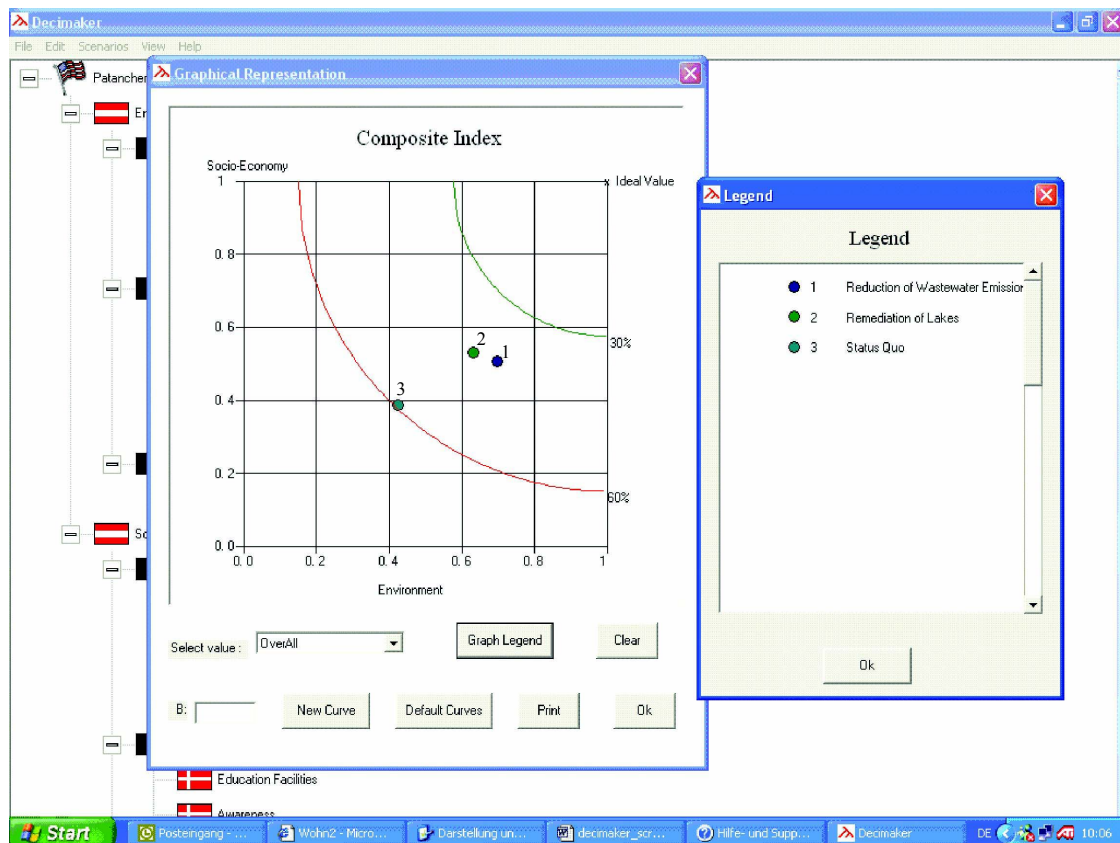 Decimaker
File Edit Scenarios View Help
Patancher
En
So
Education Facilities
Awareness
Graphical Representation
Composite Index
Socio-Economy
1
0.8
0.6
0.4
0.2
0.0
x Ideal Value
30%
60%
2
1
3
0.0 0.2 0.4 0.6 0.8 1
Environment
Select value : OverAll
Graph Legend
Clear
B:
New Curve
Default Curves
Print
Ok
Legend
Legend
1 Reduction of Wastewater Emission
2 Remediation of Lakes
3 Status Quo
Ok
Start
Posteingang - ...
Wohn2 - Micro...
Darstellung un...
decmaker_scr...
Hilfe- und Supp...
Decimaker
DE
10:06